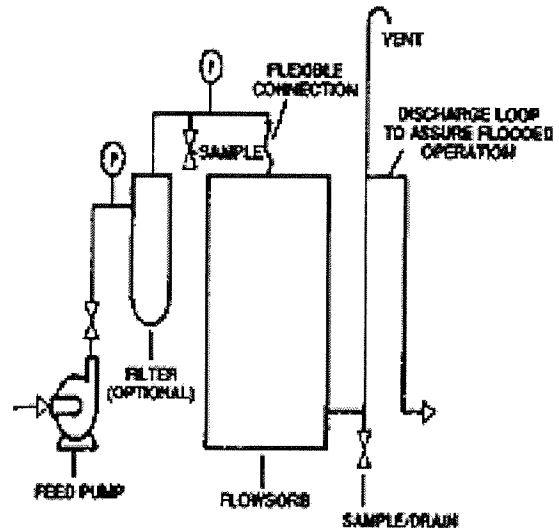 VENT
P
FLEXIBLE
CONNECTION
DISCHARGE LOOP
TO ASSURE FLOODED
OPERATION
SAMPLE
P
FILTER
(OPTIONAL)
FEED PUMP
FLOWSORB
SAMPLE/DRAIN